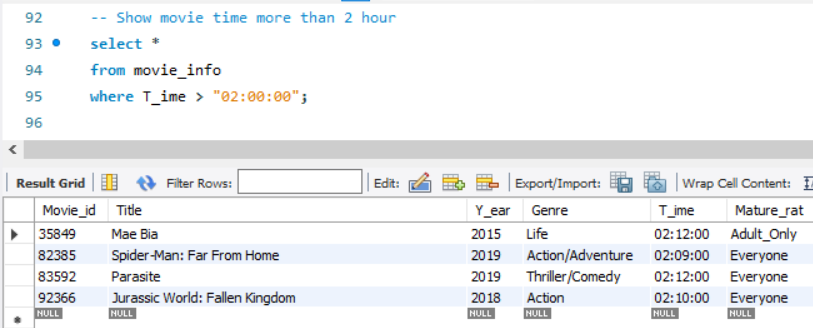 92 -- Show movie time more than 2 hour
93 select *
94 from movie_info
95 where T_ime > "02:00:00";
96
Result Grid Filter Rows: Edit: Export/Import: Wrap Cell Content:
Movie_id Title Y_ear Genre T_ime Mature_rat
35849 Mae Bia 2015 Life 02:12:00 Adult_Only
82385 Spider-Man: Far From Home 2019 Action/Adventure 02:09:00 Everyone
83592 Parasite 2019 Thriller/Comedy 02:12:00 Everyone
92366 Jurassic World: Fallen Kingdom 2018 Action 02:10:00 Everyone
NULL NULL NULL NULL NULL NULL